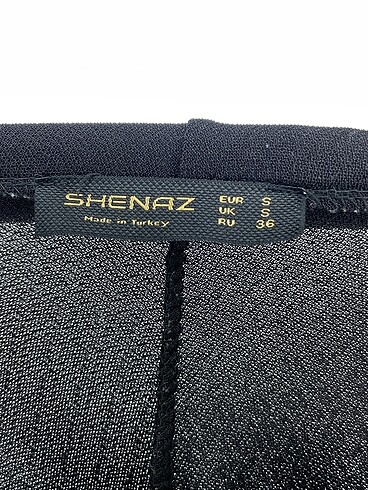 SHENAZ
Made in Turkey
EUR S
UK S
RU 36